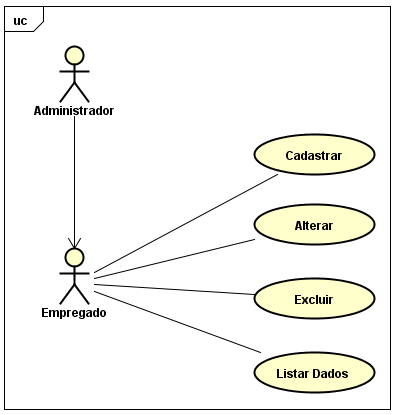 uc
Administrador
Cadastrar
Alterar
Excluir
Empregado
Listar Dados